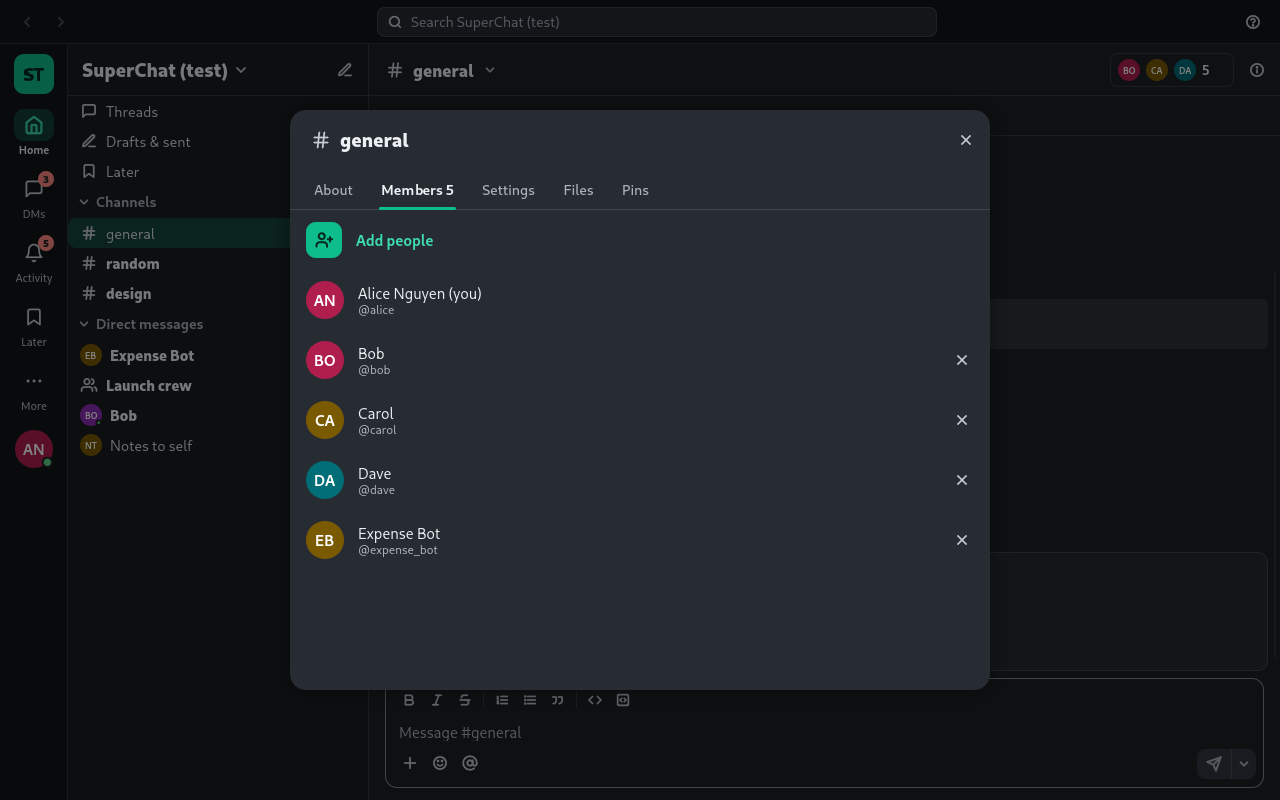 Search SuperChat (test)
ST
SuperChat (test)
general
BO
CA
DA
5
Home
3
DMs
5
Activity
Later
More
AN
Threads
Drafts & sent
Later
Channels
general
random
design
Direct messages
EB
Expense Bot
Launch crew
BO
Bob
NT
Notes to self
general
About
Members 5
Settings
Files
Pins
Add people
AN
Alice Nguyen (you)
@alice
BO
Bob
@bob
CA
Carol
@carol
DA
Dave
@dave
EB
Expense Bot
@expense_bot
Message #general